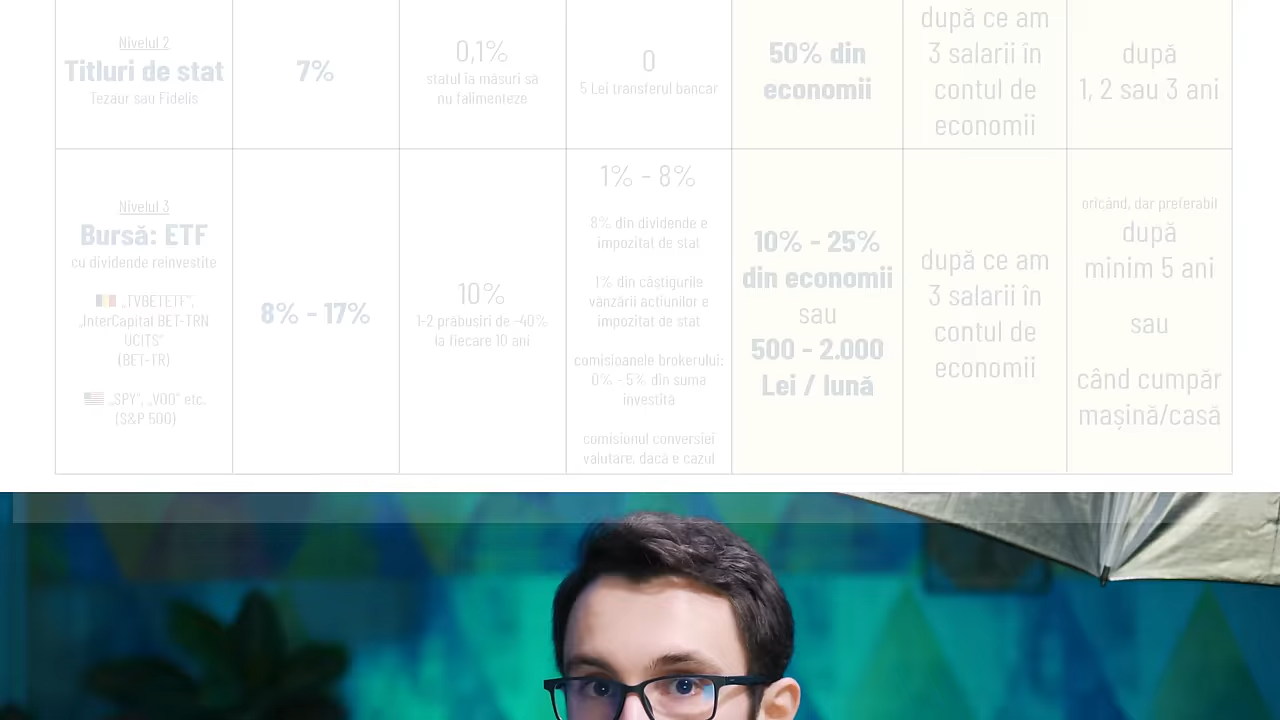 Nivelul 2
Titluri de stat
Tezaur sau Fidelis
7%
0,1%
statul ia măsuri să
nu falimenteze
0
5 Lei transferul bancar
50% din
economii
după ce am
3 salarii în
contul de
economii
după
1, 2 sau 3 ani
Nivelul 3
Bursă: ETF
cu dividende reinvestite
„TVBETETF”,
„InterCapital BET-TRN
UCITS”
(BET-TR)
„SPY”, „VOO” etc.
(S&P 500)
8% - 17%
10%
1-2 prăbușiri de -40%
la fiecare 10 ani
1% - 8%
8% din dividende e
impozitat de stat
1% din câștigurile
vânzării acțiunilor e
impozitat de stat
comisioanele brokerului:
0% - 5% din suma
investită
comisionul conversiei
valutare, dacă e cazul
10% - 25%
din economii
sau
500 - 2.000
Lei / lună
după ce am
3 salarii în
contul de
economii
oricând, dar preferabil
după
minim 5 ani
sau
când cumpăr
mașină/casă